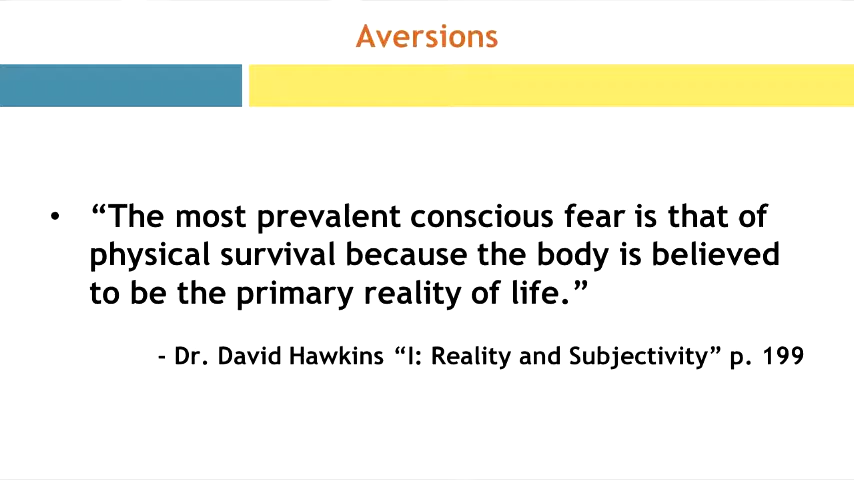 Aversions
• “The most prevalent conscious fear is that of
physical survival because the body is believed
to be the primary reality of life.”
- Dr. David Hawkins “I: Reality and Subjectivity” p. 199